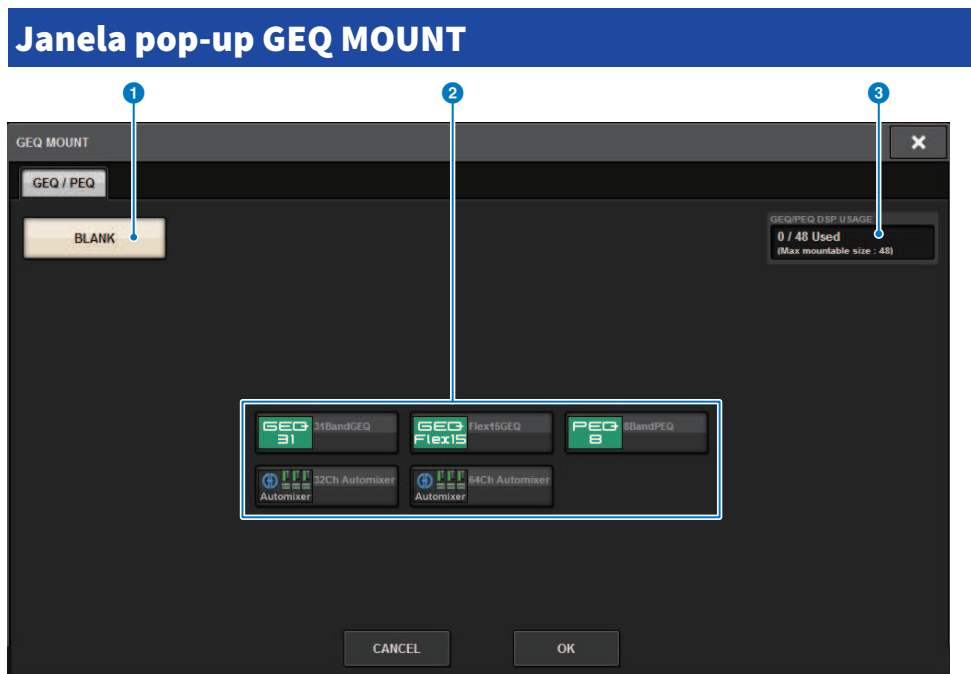 Janela pop-up GEQ MOUNT
1 2 3
GEQ MOUNT
GEQ / PEQ
BLANK
GEQ/PEQ DSP USAGE
0 / 48 Used
(Max mountable size : 48)
GEQ 31 31BandGEQ
GEQ Flex15 Flex15GEQ
PEQ 8 8BandPEQ
Automixer 32Ch Automixer
Automixer 64Ch Automixer
CANCEL OK